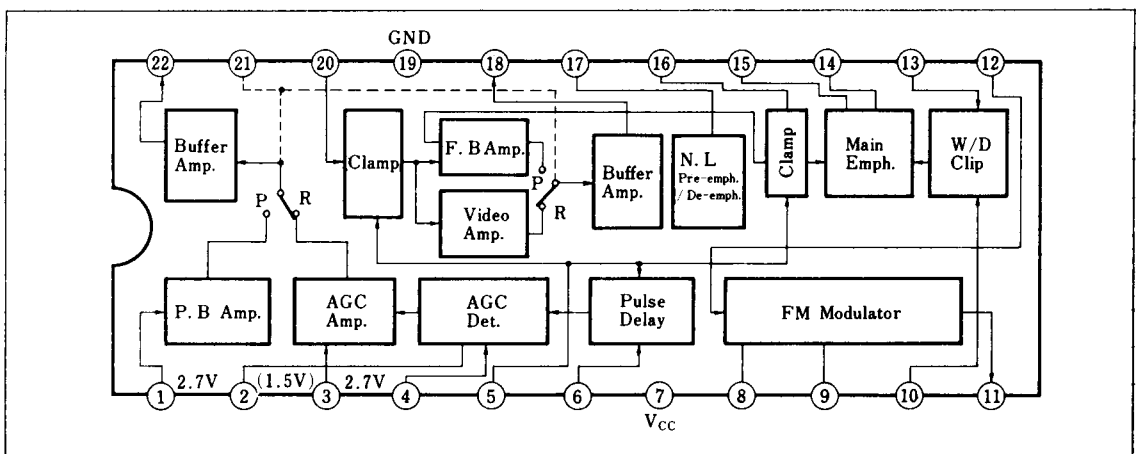 GND
22 21 20 19 18 17 16 15 14 13 12
Buffer
Amp.
Clamp
F. B Amp.
P
R
Video
Amp.
Buffer
Amp.
N. L
Pre-emph.
/ De-emph.
Clamp
Main
Emph.
W/D
Clip
P
R
P. B Amp.
AGC
Amp.
AGC
Det.
Pulse
Delay
FM Modulator
2.7V (1.5V) 2.7V
1 2 3 4 5 6 7 8 9 10 11
VCC